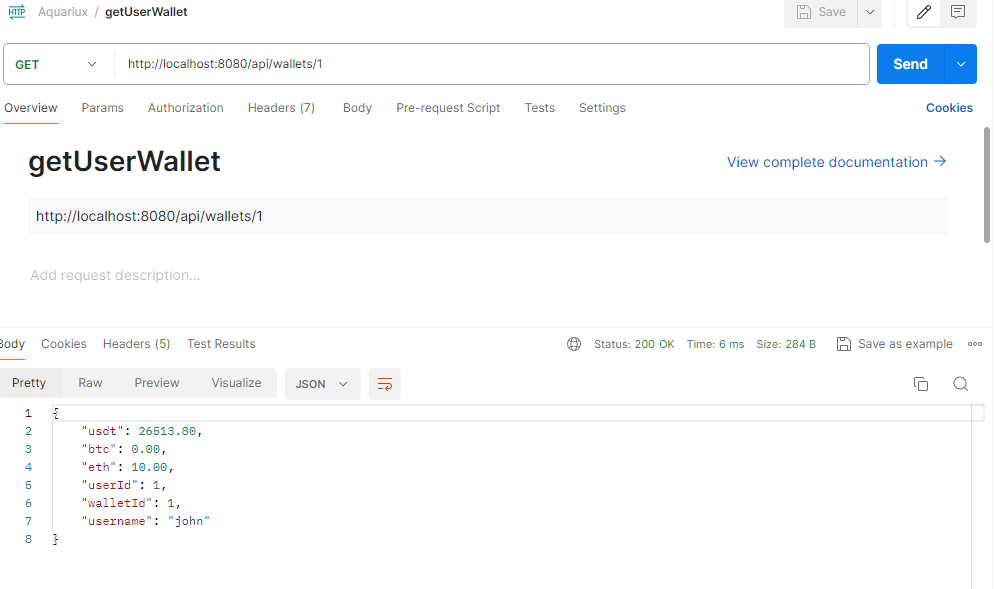 HTTP Aquariux / getUserWallet
Save
GET http://localhost:8080/api/wallets/1 Send
Overview Params Authorization Headers (7) Body Pre-request Script Tests Settings Cookies
getUserWallet
View complete documentation →
http://localhost:8080/api/wallets/1
Add request description...
Body Cookies Headers (5) Test Results Status: 200 OK Time: 6 ms Size: 284 B Save as example
Pretty Raw Preview Visualize JSON
1 {
2 "usdt": 26513.80,
3 "btc": 0.00,
4 "eth": 10.00,
5 "userId": 1,
6 "walletId": 1,
7 "username": "john"
8 }